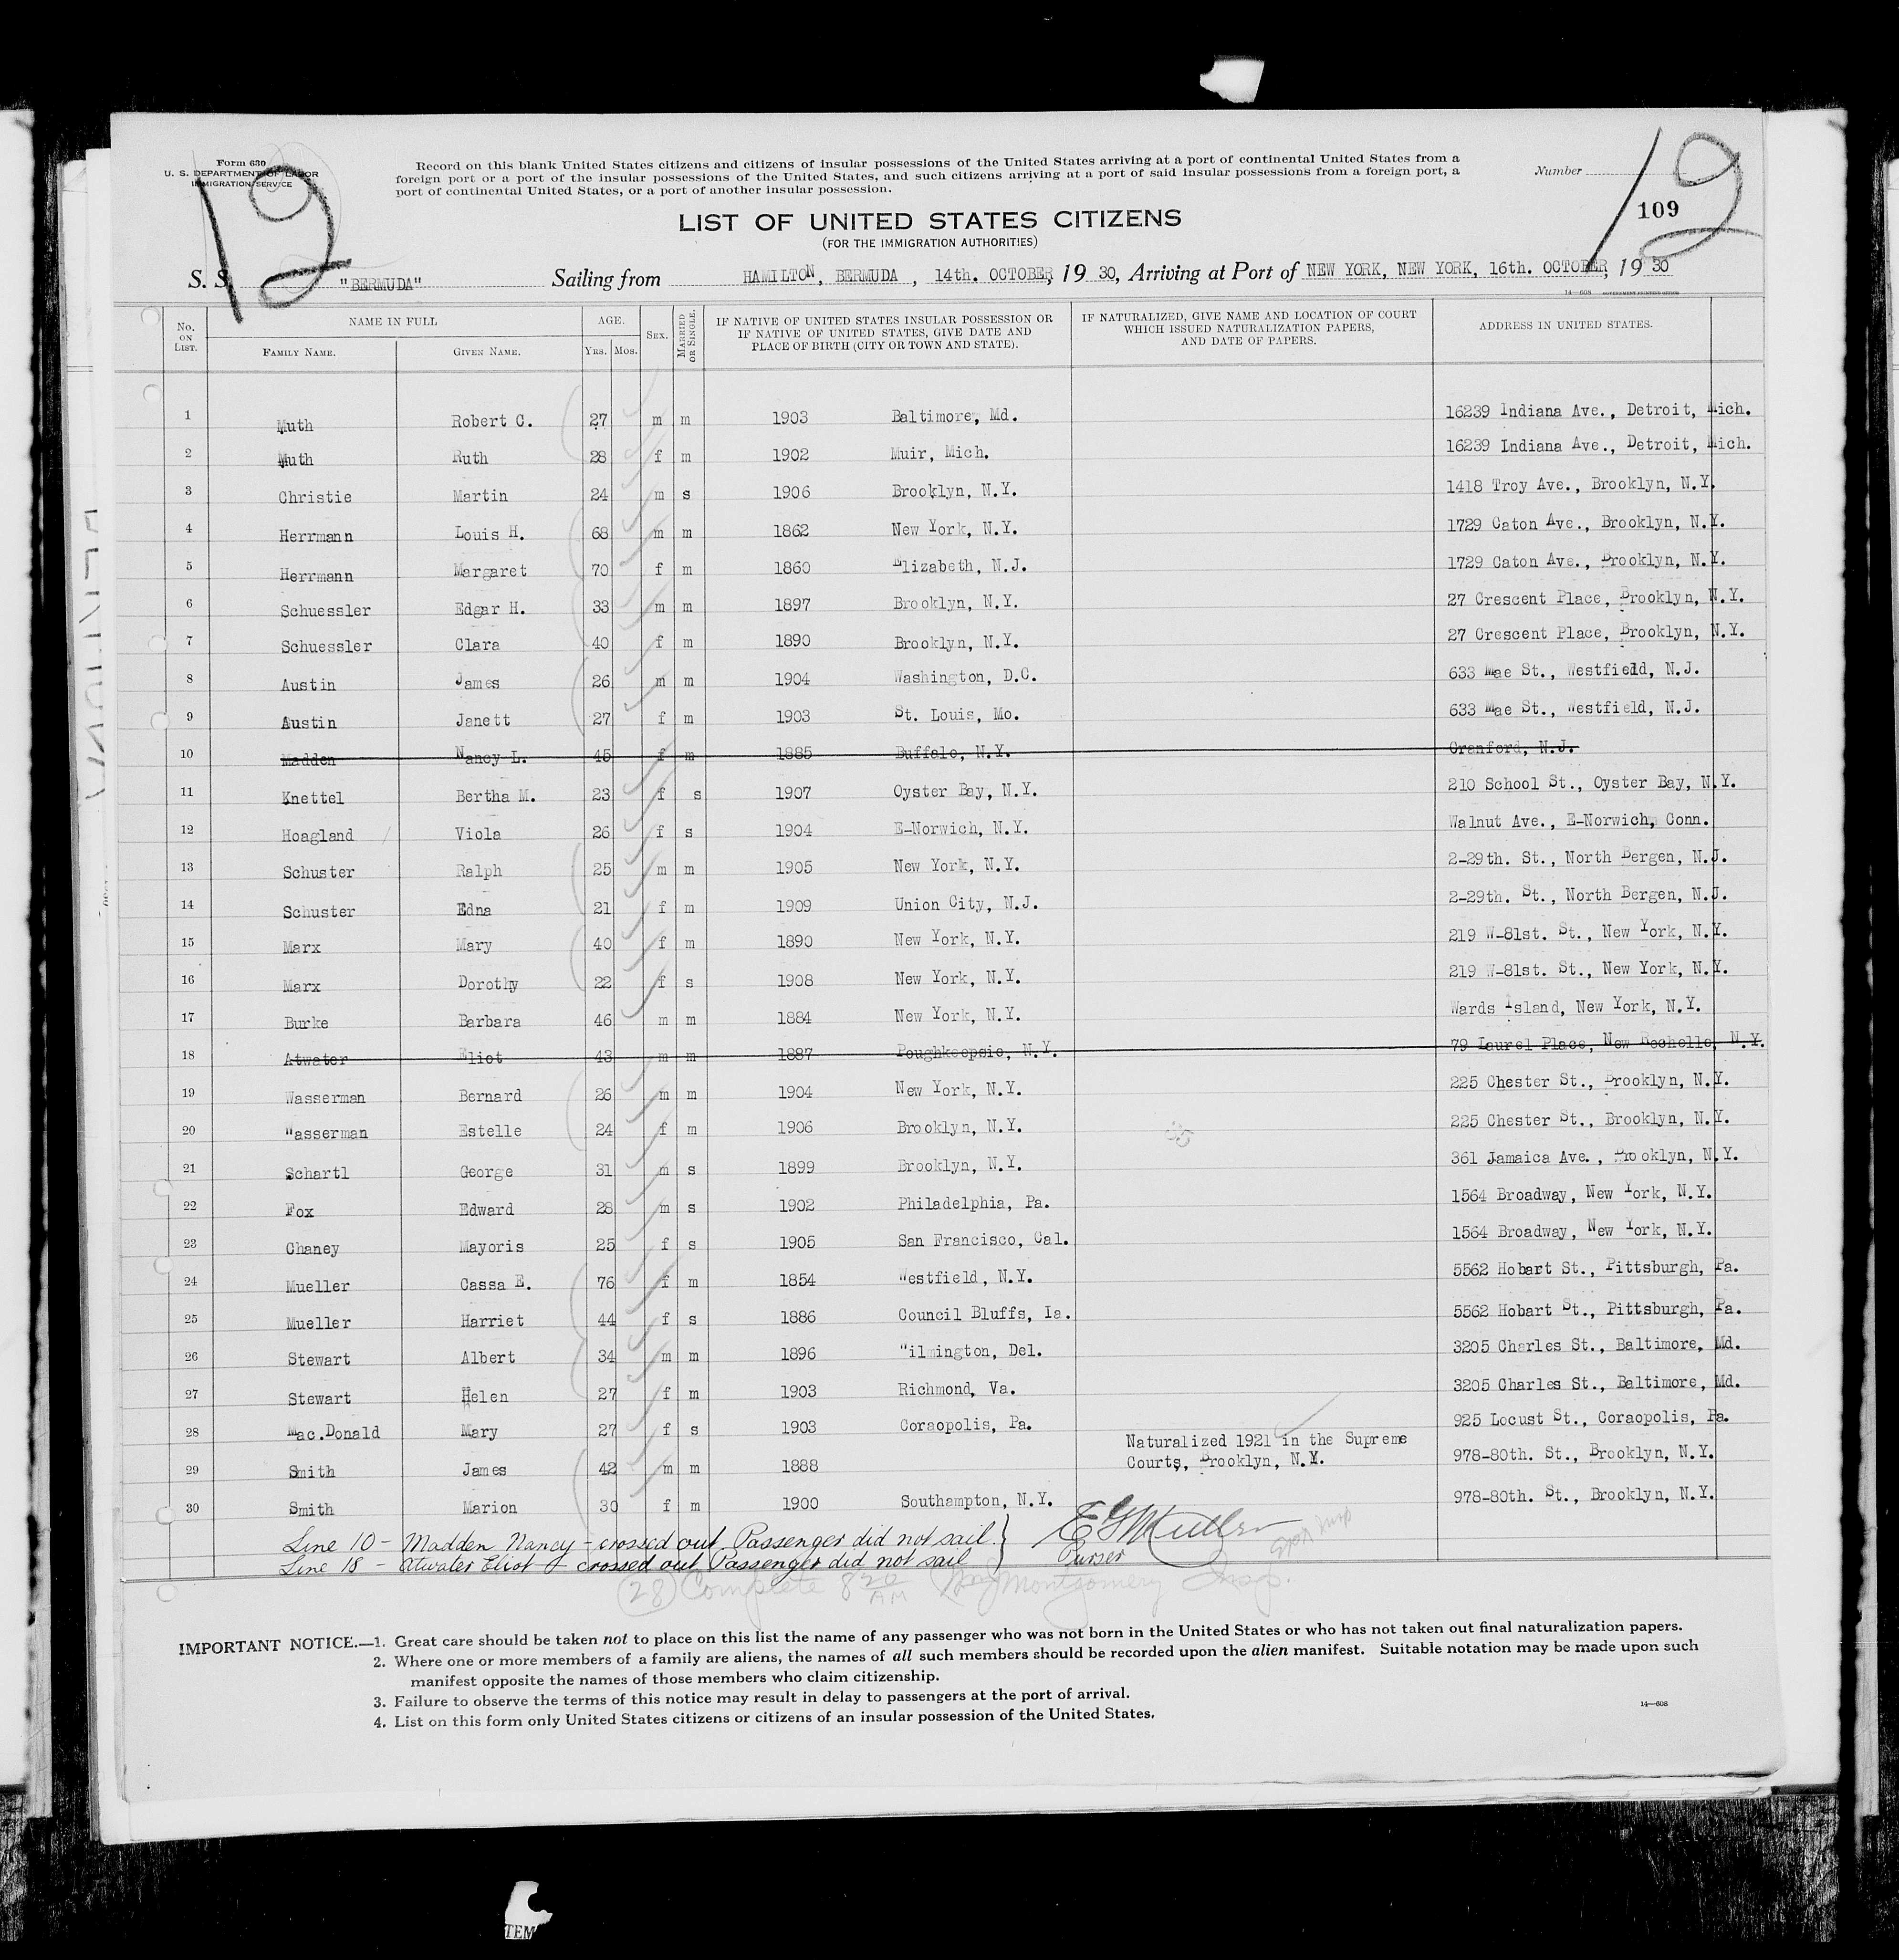 Form 630
U. S. DEPARTMENT OF LABOR
IMMIGRATION SERVICE
12
Record on this blank United States citizens and citizens of insular possessions of the United States arriving at a port of continental United States from a
foreign port or a port of the insular possessions of the United States, and such citizens arriving at a port of said insular possessions from a foreign port, a
port of continental United States, or a port of another insular possession.
Number
12
109
LIST OF UNITED STATES CITIZENS
(FOR THE IMMIGRATION AUTHORITIES)
S. S. "BERMUDA" Sailing from HAMILTON, BERMUDA, 14th. OCTOBER, 19 30, Arriving at Port of NEW YORK, NEW YORK, 16th. OCTOBER, 19 30
14—608 GOVERNMENT PRINTING OFFICE
No. ON LIST. NAME IN FULL FAMILY NAME. GIVEN NAME. AGE. YRS. MOS. SEX. MARRIED OR SINGLE. IF NATIVE OF UNITED STATES INSULAR POSSESSION OR IF NATIVE OF UNITED STATES, GIVE DATE AND PLACE OF BIRTH (CITY OR TOWN AND STATE). IF NATURALIZED, GIVE NAME AND LOCATION OF COURT WHICH ISSUED NATURALIZATION PAPERS, AND DATE OF PAPERS. ADDRESS IN UNITED STATES.
1 Muth Robert C. 27 m m 1903 Baltimore, Md. 16239 Indiana Ave., Detroit, Mich.
2 Muth Ruth 28 f m 1902 Muir, Mich. 16239 Indiana Ave., Detroit, Mich.
3 Christie Martin 24 m s 1906 Brooklyn, N.Y. 1418 Troy Ave., Brooklyn, N.Y.
4 Herrmann Louis H. 68 m m 1862 New York, N.Y. 1729 Caton Ave., Brooklyn, N.Y.
5 Herrmann Margaret 70 f m 1860 Elizabeth, N.J. 1729 Caton Ave., Brooklyn, N.Y.
6 Schuessler Edgar H. 33 m m 1897 Brooklyn, N.Y. 27 Crescent Place, Brooklyn, N.Y.
7 Schuessler Clara 40 f m 1890 Brooklyn, N.Y. 27 Crescent Place, Brooklyn, N.Y.
8 Austin James 26 m m 1904 Washington, D.C. 633 Mae St., Westfield, N.J.
9 Austin Janett 27 f m 1903 St. Louis, Mo. 633 Mae St., Westfield, N.J.
10 Madden Nancy L. 45 f m 1885 Buffalo, N.Y. Cranford, N.J.
11 Knettel Bertha M. 23 f s 1907 Oyster Bay, N.Y. 210 School St., Oyster Bay, N.Y.
12 Hoagland Viola 26 f s 1904 E-Norwich, N.Y. Walnut Ave., E-Norwich, Conn.
13 Schuster Ralph 25 m m 1905 New York, N.Y. 2-29th. St., North Bergen, N.J.
14 Schuster Edna 21 f m 1909 Union City, N.J. 2-29th. St., North Bergen, N.J.
15 Marx Mary 40 f m 1890 New York, N.Y. 219 W-81st. St., New York, N.Y.
16 Marx Dorothy 22 f s 1908 New York, N.Y. 219 W-81st. St., New York, N.Y.
17 Burke Barbara 46 m m 1884 New York, N.Y. Wards Island, New York, N.Y.
18 Atwater Eliot 43 m m 1887 Poughkeepsie, N.Y. 79 Laurel Place, New Rochelle, N.Y.
19 Wasserman Bernard 26 m m 1904 New York, N.Y. 225 Chester St., Brooklyn, N.Y.
20 Wasserman Estelle 24 f m 1906 Brooklyn, N.Y. 225 Chester St., Brooklyn, N.Y.
21 Schartl George 31 m s 1899 Brooklyn, N.Y. 361 Jamaica Ave., Brooklyn, N.Y.
22 Fox Edward 28 m s 1902 Philadelphia, Pa. 1564 Broadway, New York, N.Y.
23 Chaney Mayoris 25 f s 1905 San Francisco, Cal. 1564 Broadway, New York, N.Y.
24 Mueller Cassa E. 76 f m 1854 Westfield, N.Y. 5562 Hobart St., Pittsburgh, Pa.
25 Mueller Harriet 44 f s 1886 Council Bluffs, Ia. 5562 Hobart St., Pittsburgh, Pa.
26 Stewart Albert 34 m m 1896 Wilmington, Del. 3205 Charles St., Baltimore, Md.
27 Stewart Helen 27 f m 1903 Richmond, Va. 3205 Charles St., Baltimore, Md.
28 Mac.Donald Mary 27 f s 1903 Coraopolis, Pa. 925 Locust St., Coraopolis, Pa.
29 Smith James 42 m m 1888 Naturalized 1921 in the Supreme Courts, Brooklyn, N.Y. 978-80th. St., Brooklyn, N.Y.
30 Smith Marion 30 f m 1900 Southampton, N.Y. 978-80th. St., Brooklyn, N.Y.
Line 10 - Madden Nancy - crossed out Passenger did not sail
Line 18 - Atwater Eliot - crossed out Passenger did not sail
Purser
(28) Complete 8 20 AM Montgomery Insp.
IMPORTANT NOTICE.—1. Great care should be taken not to place on this list the name of any passenger who was not born in the United States or who has not taken out final naturalization papers.
2. Where one or more members of a family are aliens, the names of all such members should be recorded upon the alien manifest. Suitable notation may be made upon such
manifest opposite the names of those members who claim citizenship.
3. Failure to observe the terms of this notice may result in delay to passengers at the port of arrival.
4. List on this form only United States citizens or citizens of an insular possession of the United States.
14—608
TEM